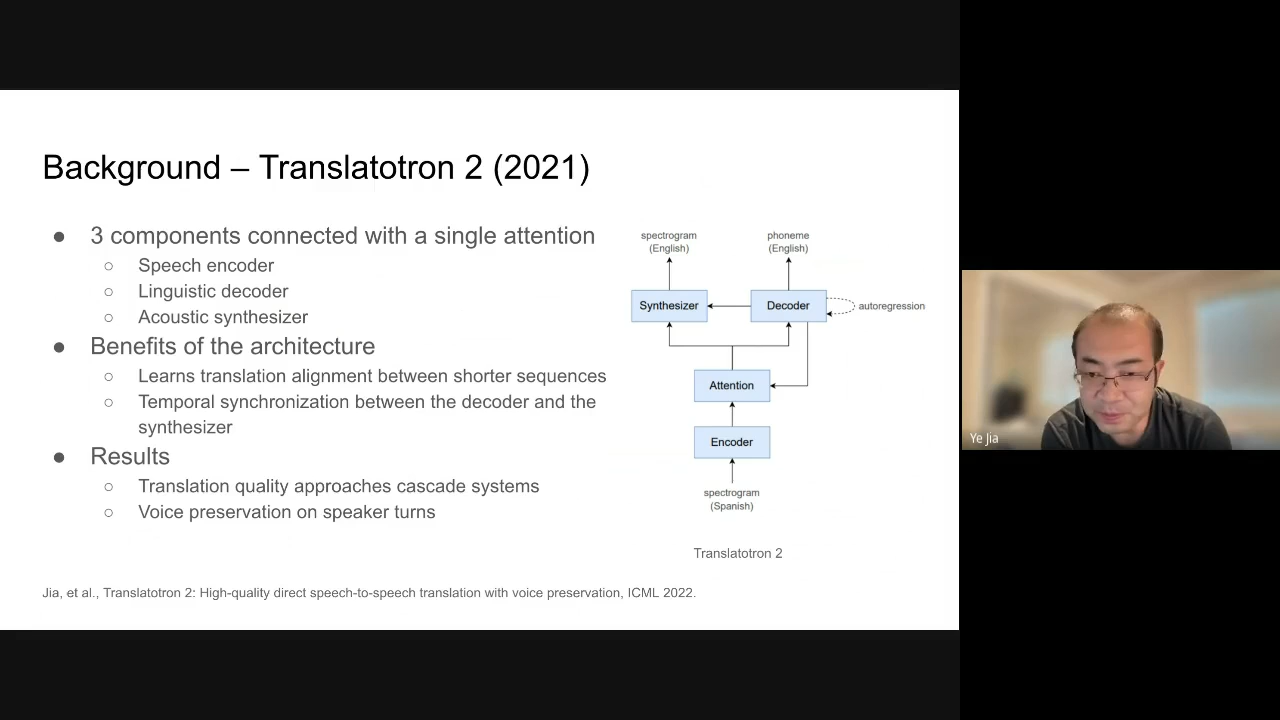 Background – Translatotron 2 (2021)
● 3 components connected with a single attention
○ Speech encoder
○ Linguistic decoder
○ Acoustic synthesizer
● Benefits of the architecture
○ Learns translation alignment between shorter sequences
○ Temporal synchronization between the decoder and the
synthesizer
● Results
○ Translation quality approaches cascade systems
○ Voice preservation on speaker turns
spectrogram
(English)
phoneme
(English)
Synthesizer
Decoder
autoregression
Attention
Encoder
spectrogram
(Spanish)
Translatotron 2
Jia, et al., Translatotron 2: High-quality direct speech-to-speech translation with voice preservation, ICML 2022.
Ye Jia